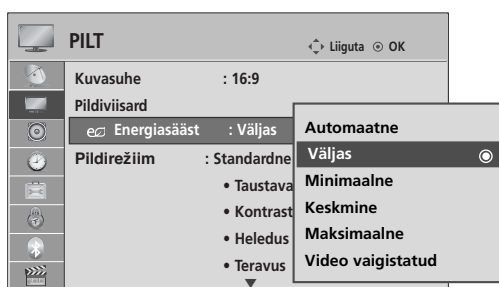 PILT
Liiguta OK
Kuvasuhe : 16:9
Pildiviisard
Energiasääst : Väljas
Pildirežiim : Standardne
• Taustava
• Kontrast
• Heledus
• Teravus
Automaatne
Väljas
Minimaalne
Keskmine
Maksimaalne
Video vaigistatud